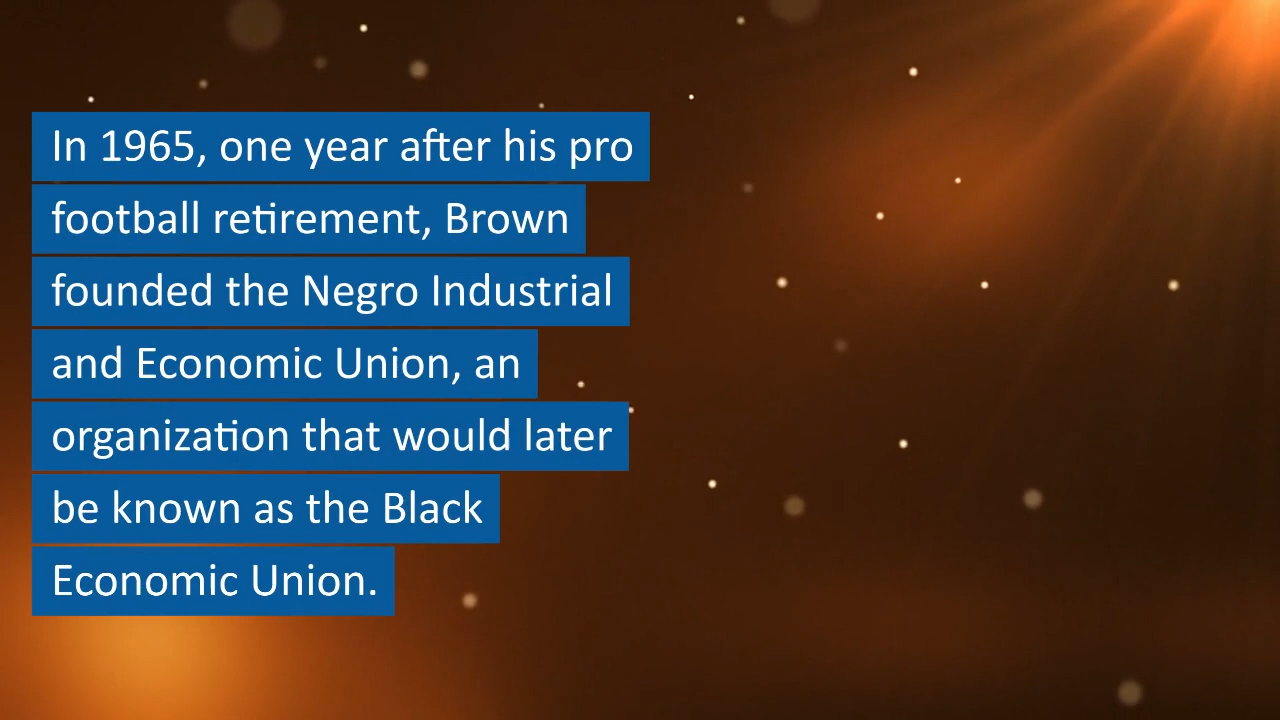 In 1965, one year after his pro
football retirement, Brown
founded the Negro Industrial
and Economic Union, an
organization that would later
be known as the Black
Economic Union.